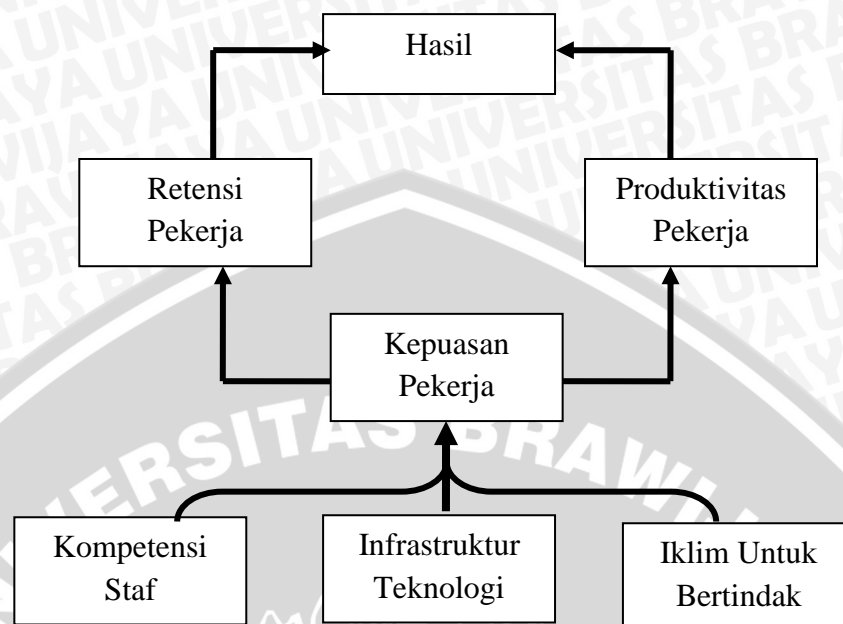 Hasil
Retensi
Pekerja
Produktivitas
Pekerja
Kepuasan
Pekerja
Kompetensi
Staf
Infrastruktur
Teknologi
Iklim Untuk
Bertindak